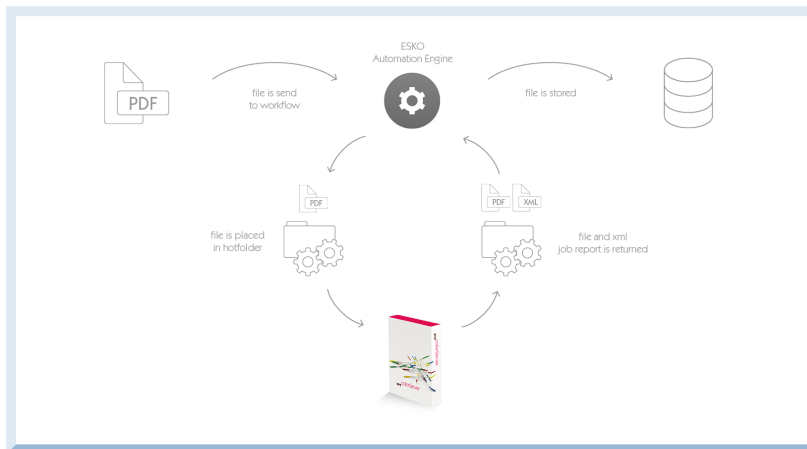 ESKO
Automation Engine
PDF
file is send
to workflow
file is stored
PDF
PDF
XML
file is placed
in hotfolder
file and xml
job report is returned